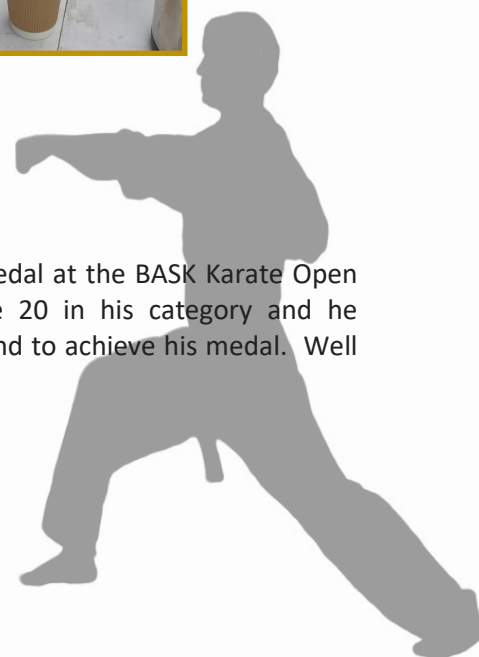 edal at the BASK Karate Open
20 in his category and he
nd to achieve his medal. Well